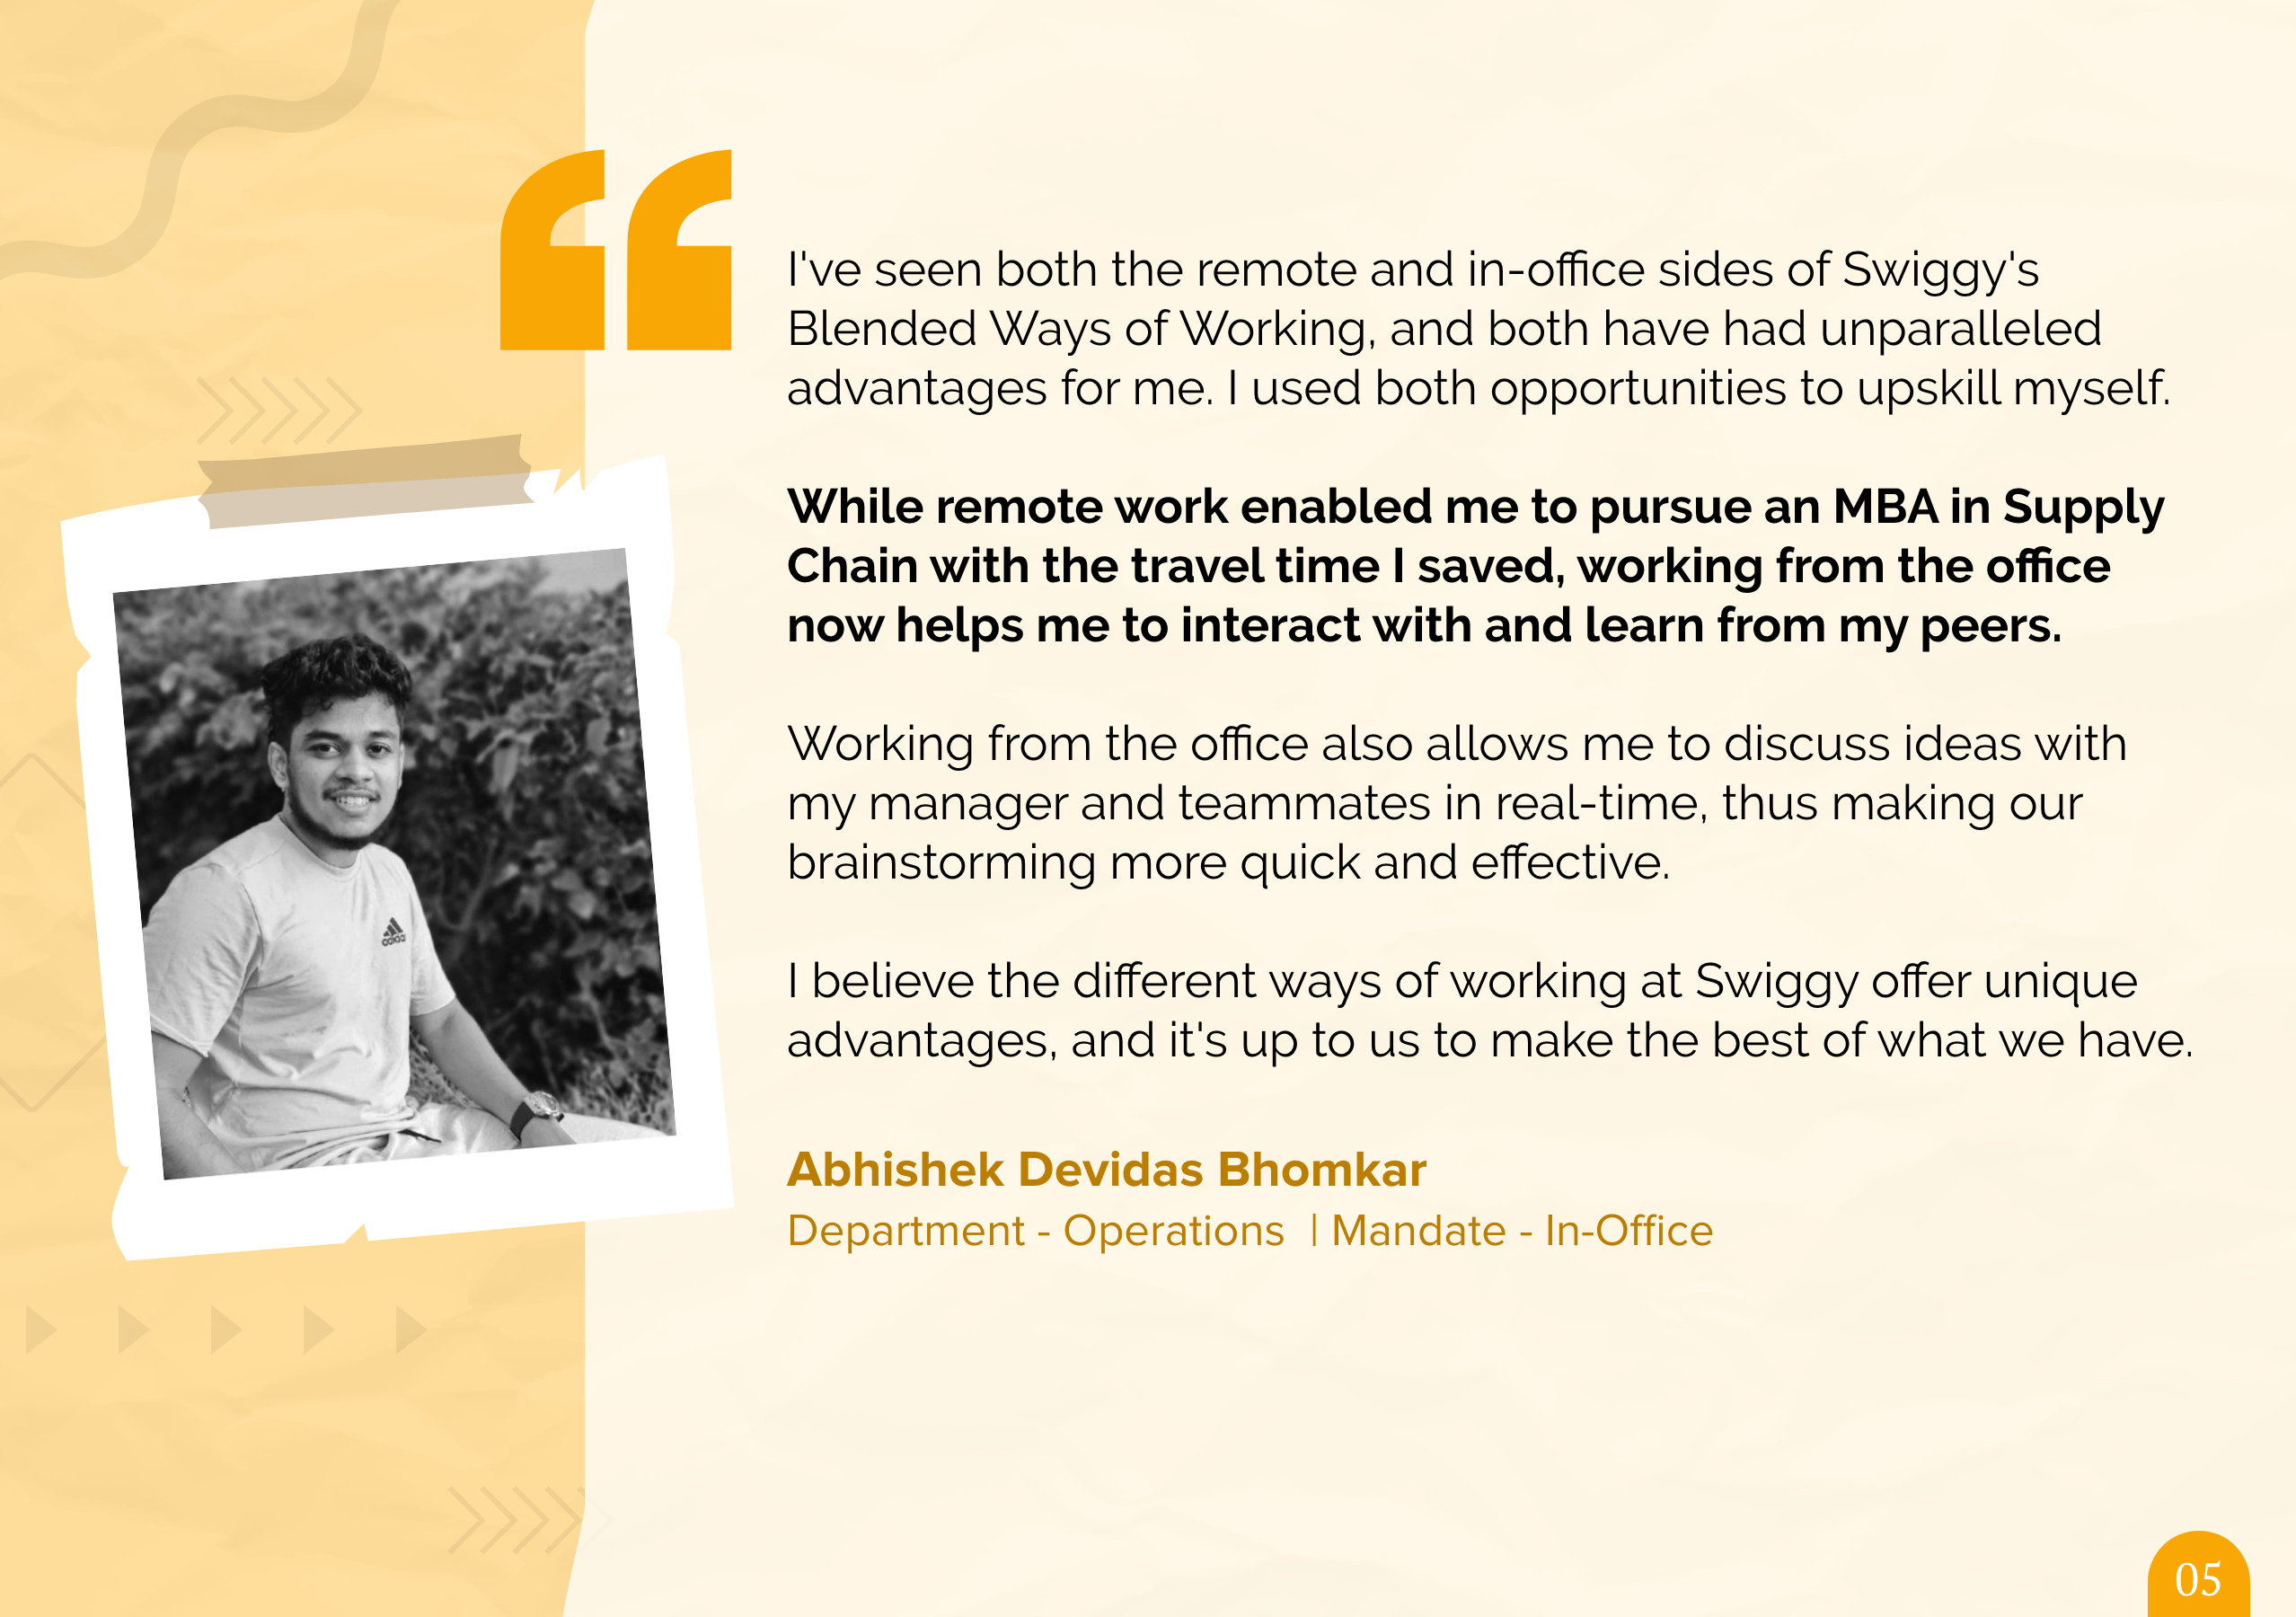 I've seen both the remote and in-office sides of Swiggy's
Blended Ways of Working, and both have had unparalleled
advantages for me. I used both opportunities to upskill myself.
While remote work enabled me to pursue an MBA in Supply
Chain with the travel time I saved, working from the office
now helps me to interact with and learn from my peers.
Working from the office also allows me to discuss ideas with
my manager and teammates in real-time, thus making our
brainstorming more quick and effective.
I believe the different ways of working at Swiggy offer unique
advantages, and it's up to us to make the best of what we have.
adidas
Abhishek Devidas Bhomkar
Department - Operations | Mandate - In-Office
05